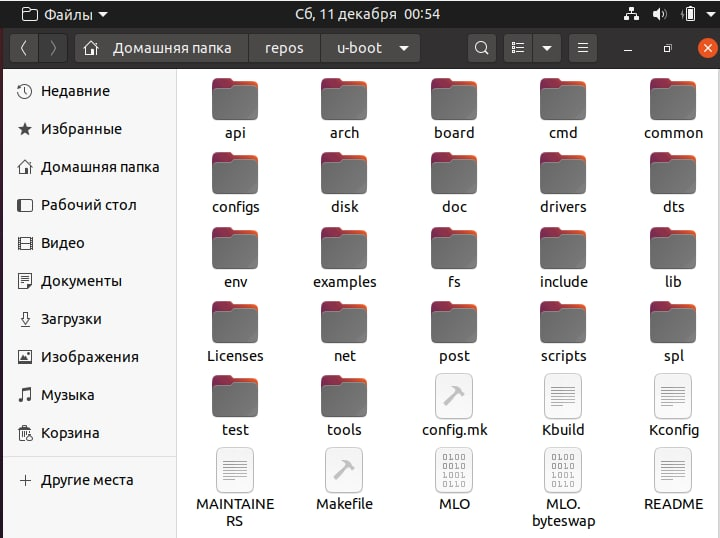 Файлы
Сб, 11 декабря 00:54
Домашняя папка repos u-boot
Недавние
Избранные
Домашняя папка
Рабочий стол
Видео
Документы
Загрузки
Изображения
Музыка
Корзина
Другие места
api arch board cmd common
configs disk doc drivers dts
env examples fs include lib
Licenses net post scripts spl
test tools config.mk Kbuild Kconfig
MAINTAINE Makefile MLO MLO. README
RS byteswap